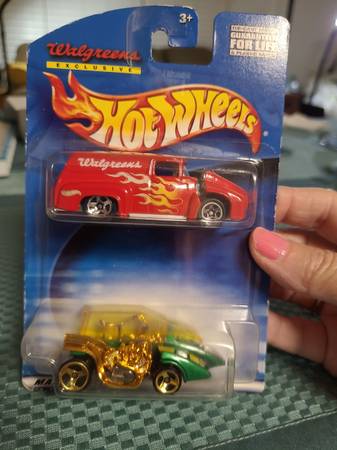 Walgreens
EXCLUSIVE
3+
GUARANTEED
FOR LIFE
HOT WHEELS
Walgreens